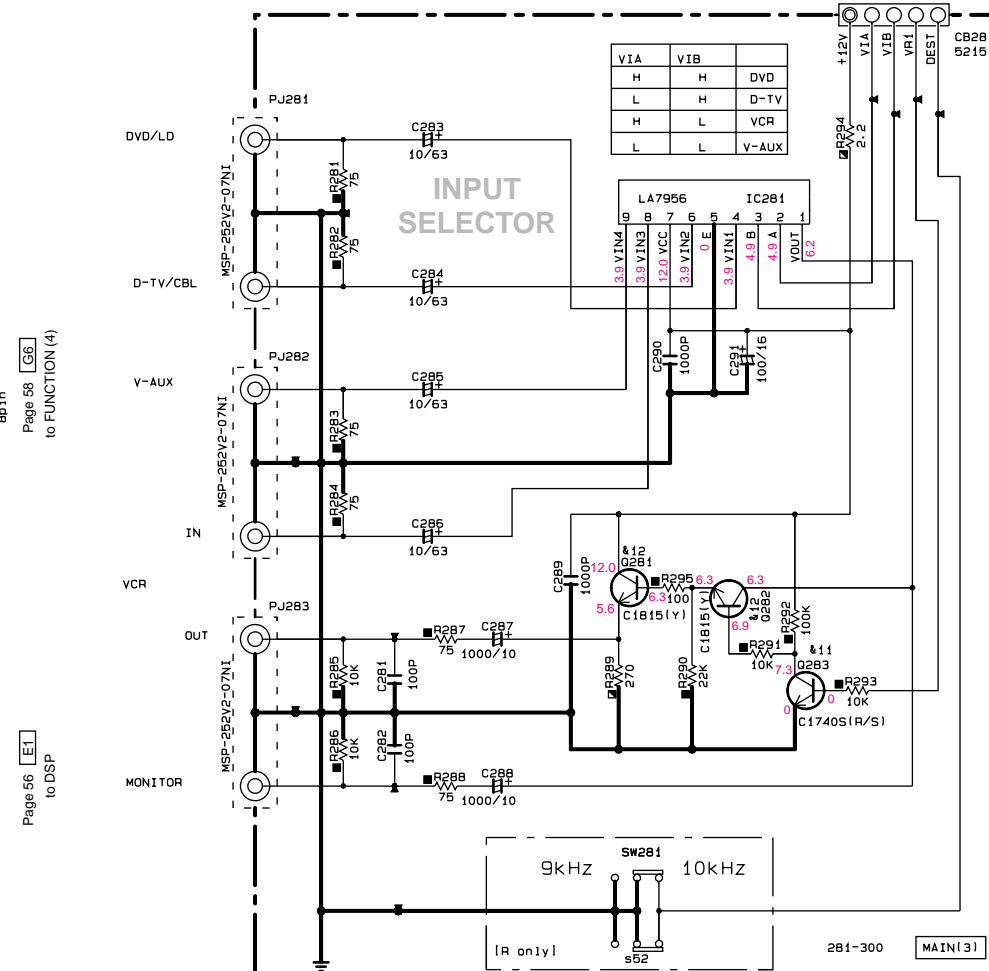 +12V
VIA
VIB
VR1
DEST
CB28
5215
VIA VIB
H H DVD
L H D-TV
H L VCR
L L V-AUX
R294
2.2
PJ281
DVD/LD
MSP-252V2-07NI
C283
10/63
R281
75
R282
75
INPUT
SELECTOR
LA7956 IC281
9 8 7 6 5 4 3 2 1
3.9 VIN4
3.9 VIN3
12.0 VCC
3.9 VIN2
0 E
3.9 VIN1
4.9 B
4.9 A
VOUT
6.2
D-TV/CBL
C284
10/63
8pin
Page 58 G6
to FUNCTION (4)
PJ282
V-AUX
MSP-252V2-07NI
C285
10/63
R283
75
R284
75
C290
1000P
C291
100/16
IN
C286
10/63
VCR
C289
1000P
12.0
&12
Q281
5.6
6.3
C1815(Y)
R295
100
6.3
6.3
C1815(Y)
&12
Q282
6.9
R292
100K
R291
10K
&11
Q283
7.3
0
0
C1740S(R/S)
R293
10K
PJ283
OUT
MSP-252V2-07NI
R287
75
C287
1000/10
R285
10K
C281
100P
R289
270
R290
22K
R286
10K
C282
100P
MONITOR
R288
75
C288
1000/10
Page 56 E1
to DSP
SW281
9kHz 10kHz
[R only]
s52
281-300
MAIN(3)